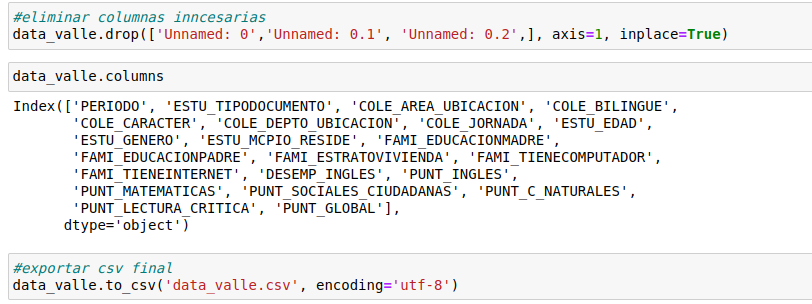 #eliminar columnas inncesarias
data_valle.drop(['Unnamed: 0','Unnamed: 0.1', 'Unnamed: 0.2',], axis=1, inplace=True)
data_valle.columns
Index(['PERIODO', 'ESTU_TIPODOCUMENTO', 'COLE_AREA_UBICACION', 'COLE_BILINGUE',
'COLE_CARACTER', 'COLE_DEPTO_UBICACION', 'COLE_JORNADA', 'ESTU_EDAD',
'ESTU_GENERO', 'ESTU_MCPIO_RESIDE', 'FAMI_EDUCACIONMADRE',
'FAMI_EDUCACIONPADRE', 'FAMI_ESTRATOVIVIENDA', 'FAMI_TIENECOMPUTADOR',
'FAMI_TIENEINTERNET', 'DESEMP_INGLES', 'PUNT_INGLES',
'PUNT_MATEMATICAS', 'PUNT_SOCIALES_CIUDADANAS', 'PUNT_C_NATURALES',
'PUNT_LECTURA_CRITICA', 'PUNT_GLOBAL'],
dtype='object')
#exportar csv final
data_valle.to_csv('data_valle.csv', encoding='utf-8')